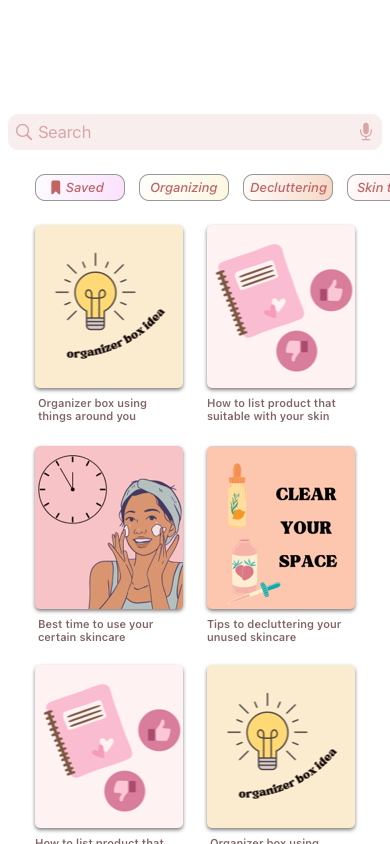 Search
Saved
Organizing
Decluttering
Skin
organizer box idea
Organizer box using
things around you
How to list product that
suitable with your skin
CLEAR
YOUR
SPACE
Best time to use your
certain skincare
Tips to decluttering your
unused skincare
organizer box idea
How to list product that
Organizer box using